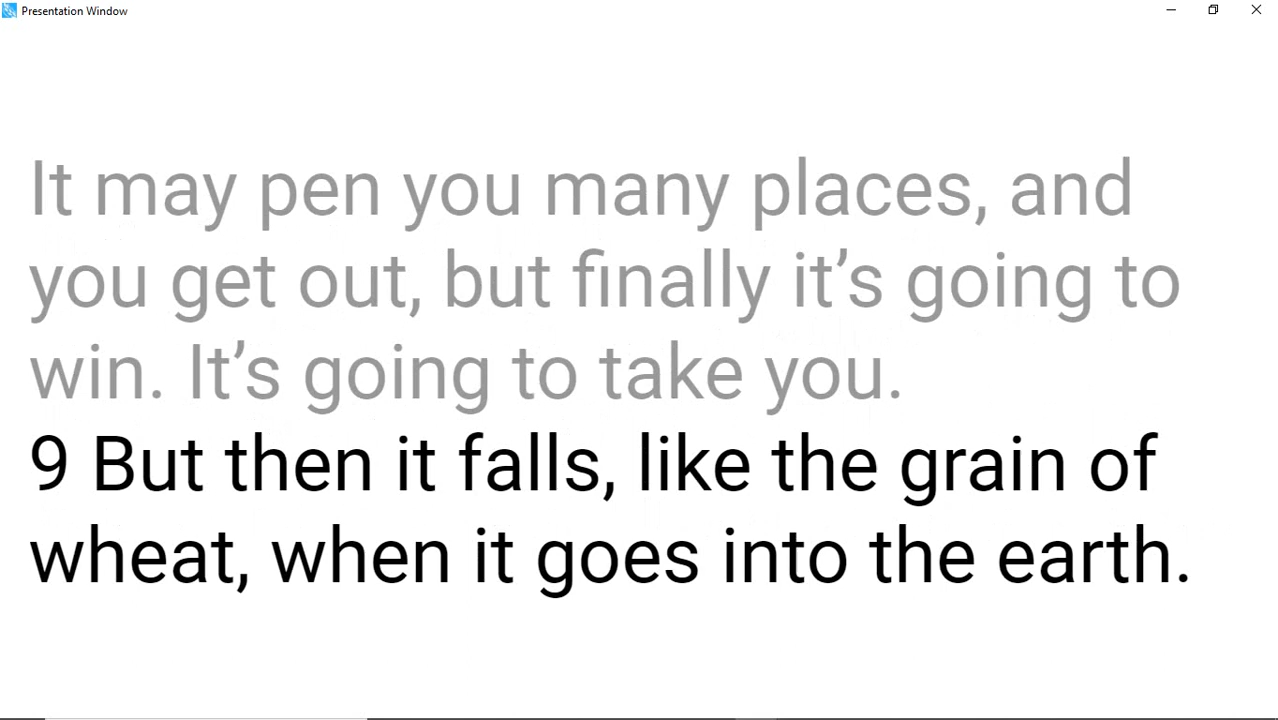 Presentation Window
It may pen you many places, and
you get out, but finally it’s going to
win. It’s going to take you.
9 But then it falls, like the grain of
wheat, when it goes into the earth.